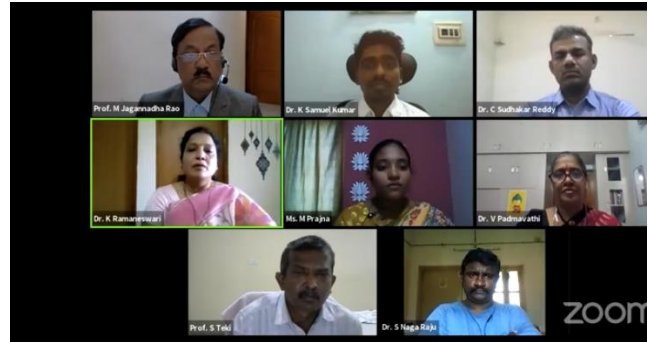 Prof. M Jagannadha Rao
Dr. K Samuel Kumar
Dr. C Sudhakar Reddy
Dr. K Ramaneswari
Ms. M Prajna
Dr. V Padmavathi
Prof. S Teki
Dr. S Naga Raju
zoom